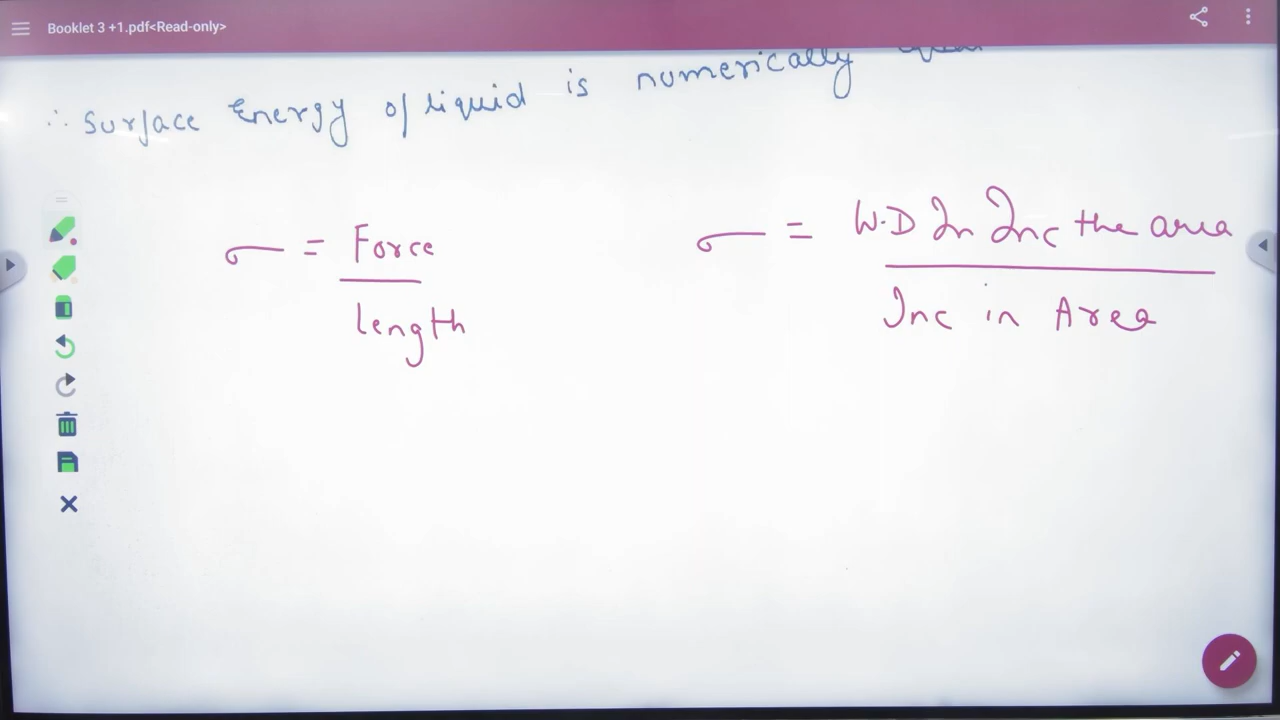 Booklet 3 +1.pdf<Read-only>
∴ Surface Energy of liquid is numerically
σ = Force / length
σ = W.D In Inc the area / Inc in Area